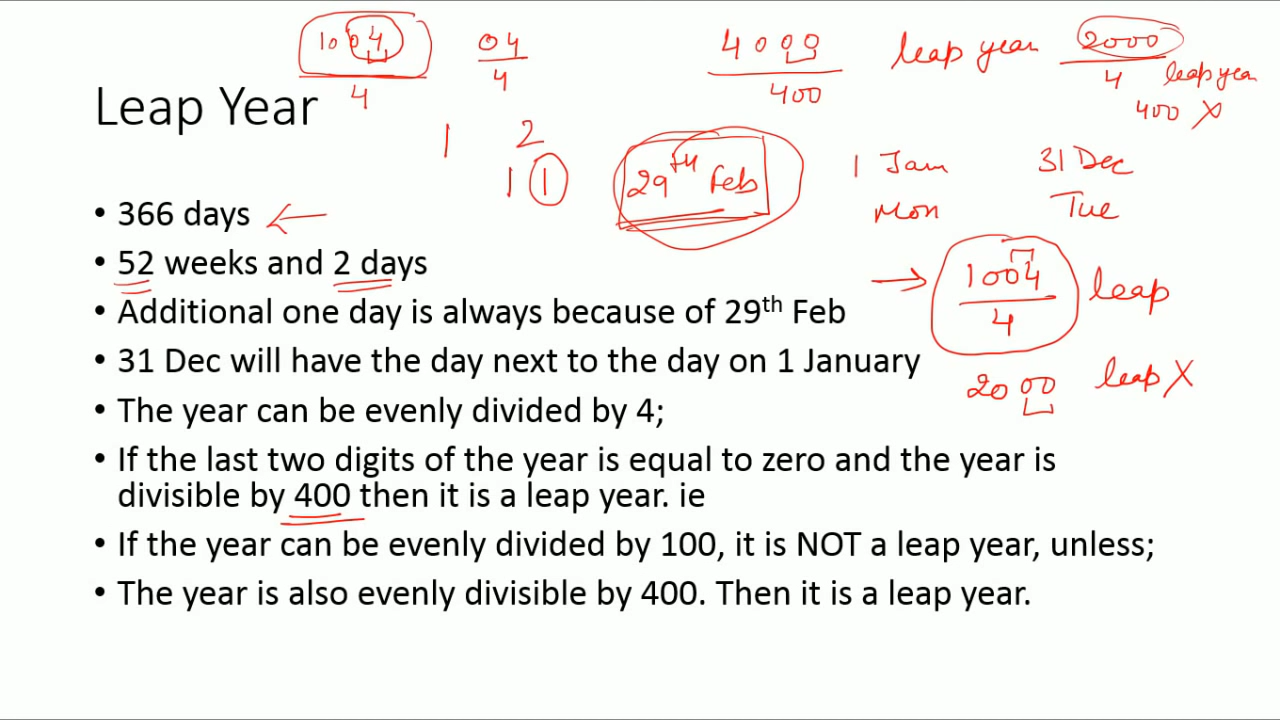 1004 04 4000 leap year 2000
4 4 400 4 leap year
400 X
Leap Year
1 2
1 1 29th Feb 1 Jan 31 Dec
Mon Tue
• 366 days
• 52 weeks and 2 days
1004 leap
4
• Additional one day is always because of 29th Feb
• 31 Dec will have the day next to the day on 1 January
2000 leap X
• The year can be evenly divided by 4;
• If the last two digits of the year is equal to zero and the year is
divisible by 400 then it is a leap year. ie
• If the year can be evenly divided by 100, it is NOT a leap year, unless;
• The year is also evenly divisible by 400. Then it is a leap year.